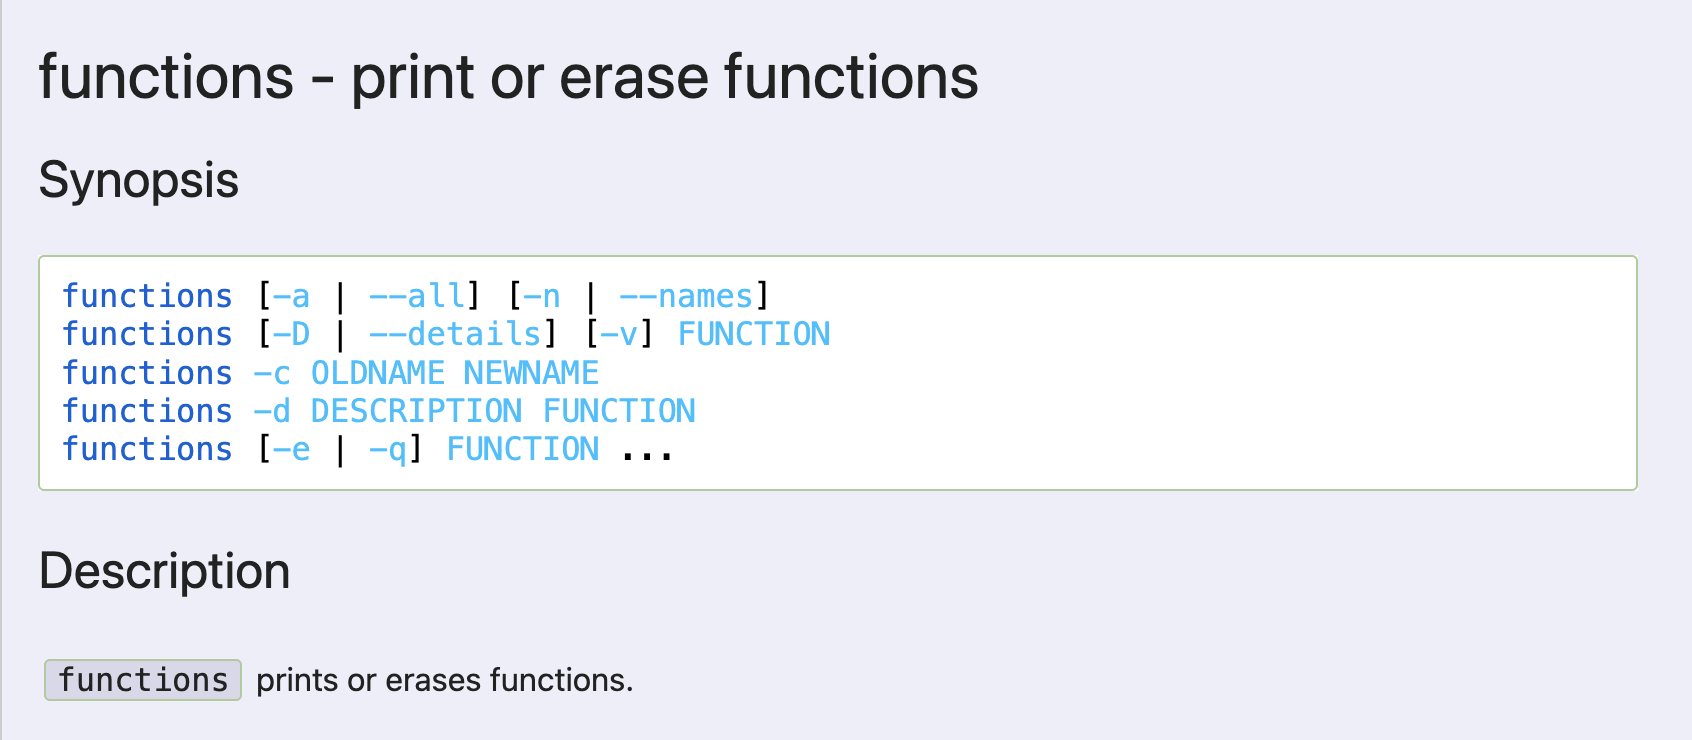 functions - print or erase functions
Synopsis
functions [-a | --all] [-n | --names]
functions [-D | --details] [-v] FUNCTION
functions -c OLDNAME NEWNAME
functions -d DESCRIPTION FUNCTION
functions [-e | -q] FUNCTION ...
Description
functions prints or erases functions.